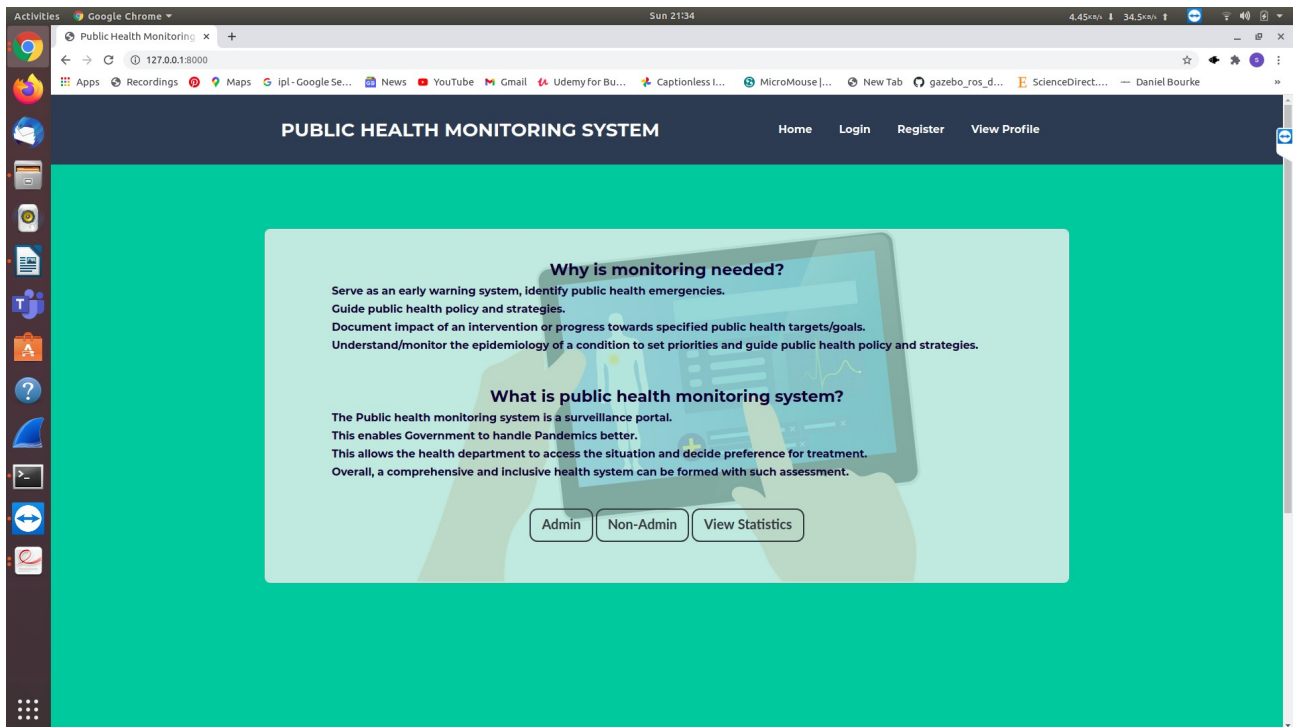 Activities Google Chrome Sun 21:34 4.45KB/s 34.5KB/s
Public Health Monitoring
127.0.0.1:8000
Apps Recordings Maps ipl - Google Se... News YouTube Gmail Udemy for Bu... Captionless I... MicroMouse |... New Tab gazebo_ros_d... ScienceDirect.... Daniel Bourke »
PUBLIC HEALTH MONITORING SYSTEM Home Login Register View Profile
Why is monitoring needed?
Serve as an early warning system, identify public health emergencies.
Guide public health policy and strategies.
Document impact of an intervention or progress towards specified public health targets/goals.
Understand/monitor the epidemiology of a condition to set priorities and guide public health policy and strategies.
What is public health monitoring system?
The Public health monitoring system is a surveillance portal.
This enables Government to handle Pandemics better.
This allows the health department to access the situation and decide preference for treatment.
Overall, a comprehensive and inclusive health system can be formed with such assessment.
Admin Non-Admin View Statistics